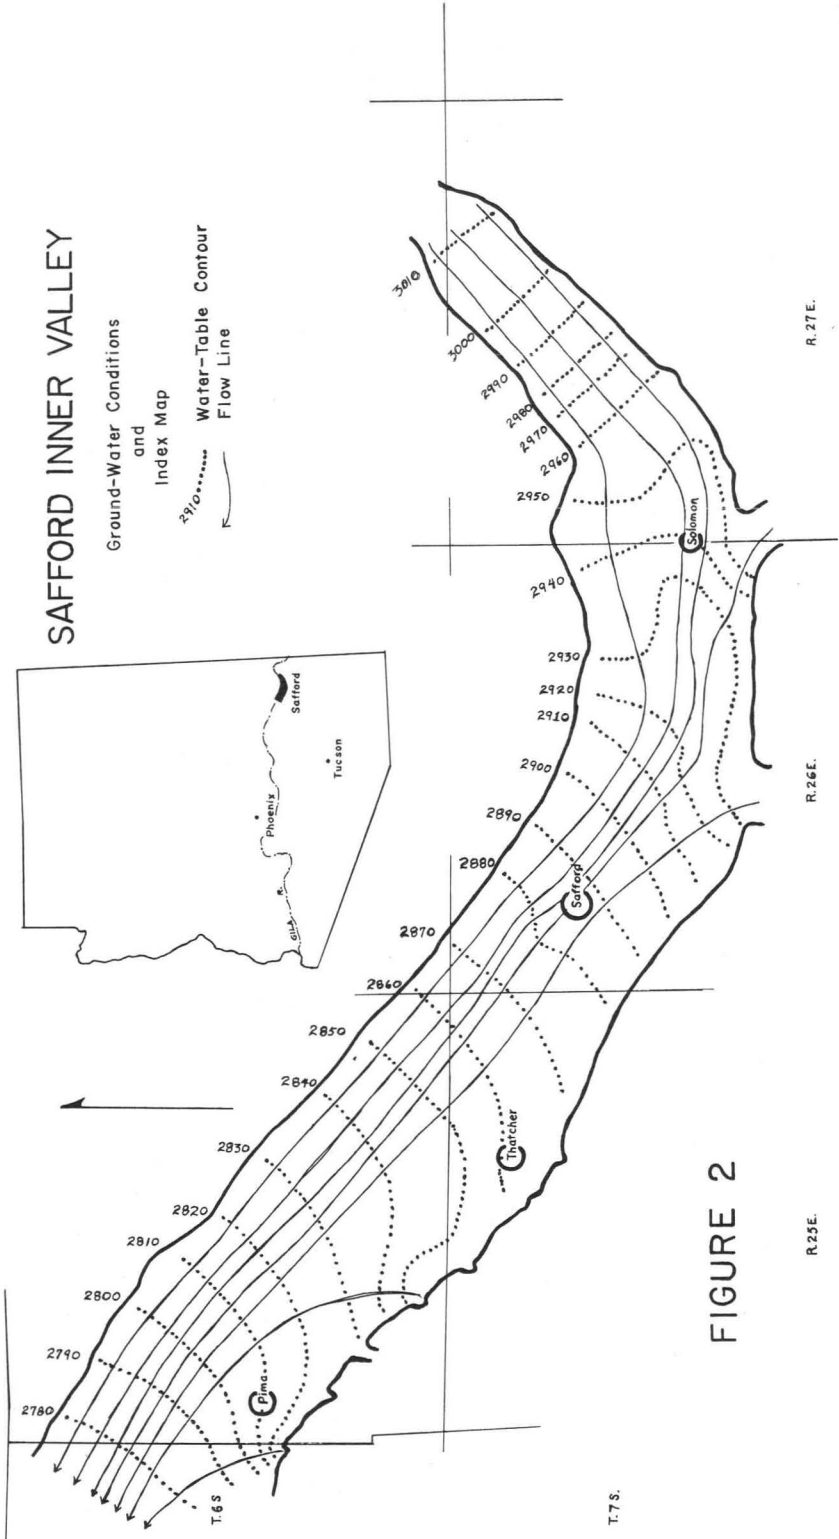 SAFFORD INNER VALLEY
Ground-Water Conditions
and
Index Map
2910 Water-Table Contour
Flow Line
Phoenix
GILA R.
Tucson
Safford
2780
2790
2800
2810
2820
2830
2840
2850
2860
2870
2880
2890
2900
2910
2920
2930
2940
2950
2960
2970
2980
2990
3000
3010
Pima
Thatcher
Safford
Solomon
T.6S
T.7S.
R.25E.
R.26E.
R.27E.
FIGURE 2